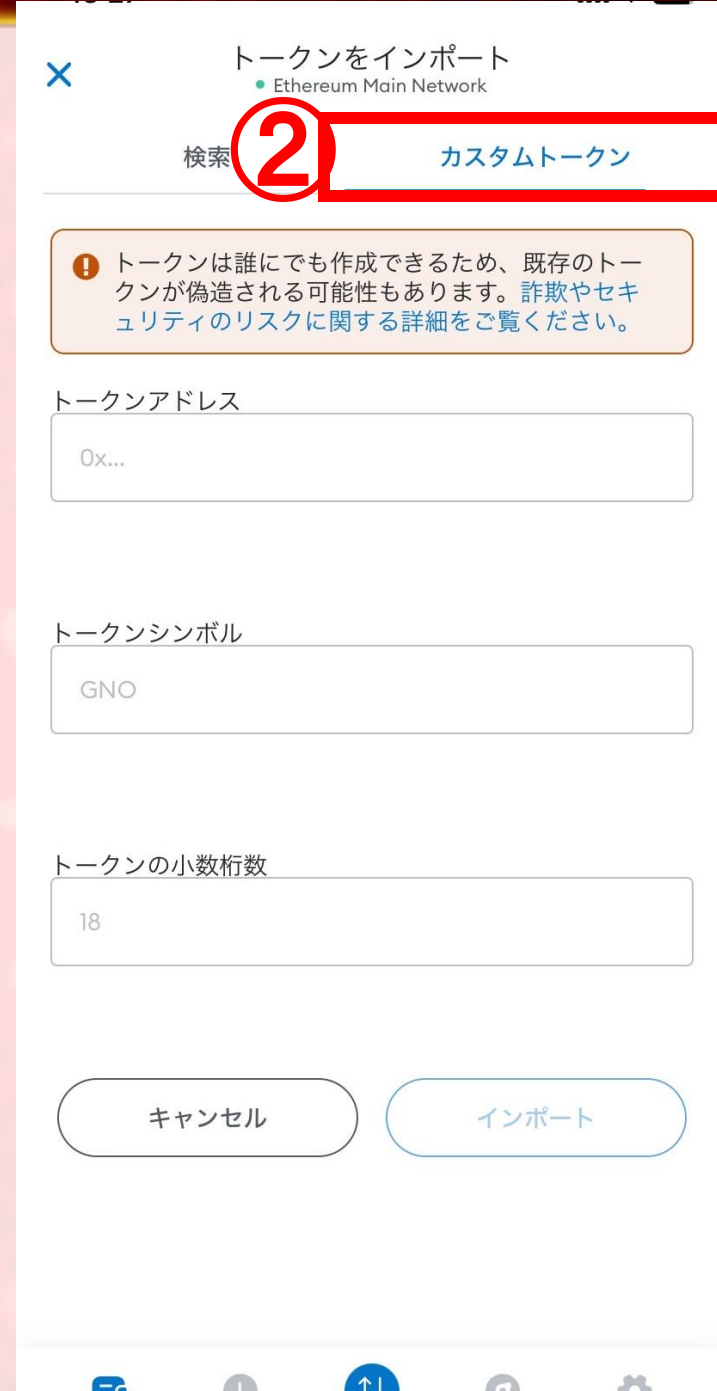 トークンをインポート
Ethereum Main Network
検索
②
カスタムトークン
トークンは誰にでも作成できるため、既存のトー
クンが偽造される可能性もあります。詐欺やセキ
ュリティのリスクに関する詳細をご覧ください。
トークンアドレス
0x...
トークンシンボル
GNO
トークンの小数桁数
18
キャンセル
インポート